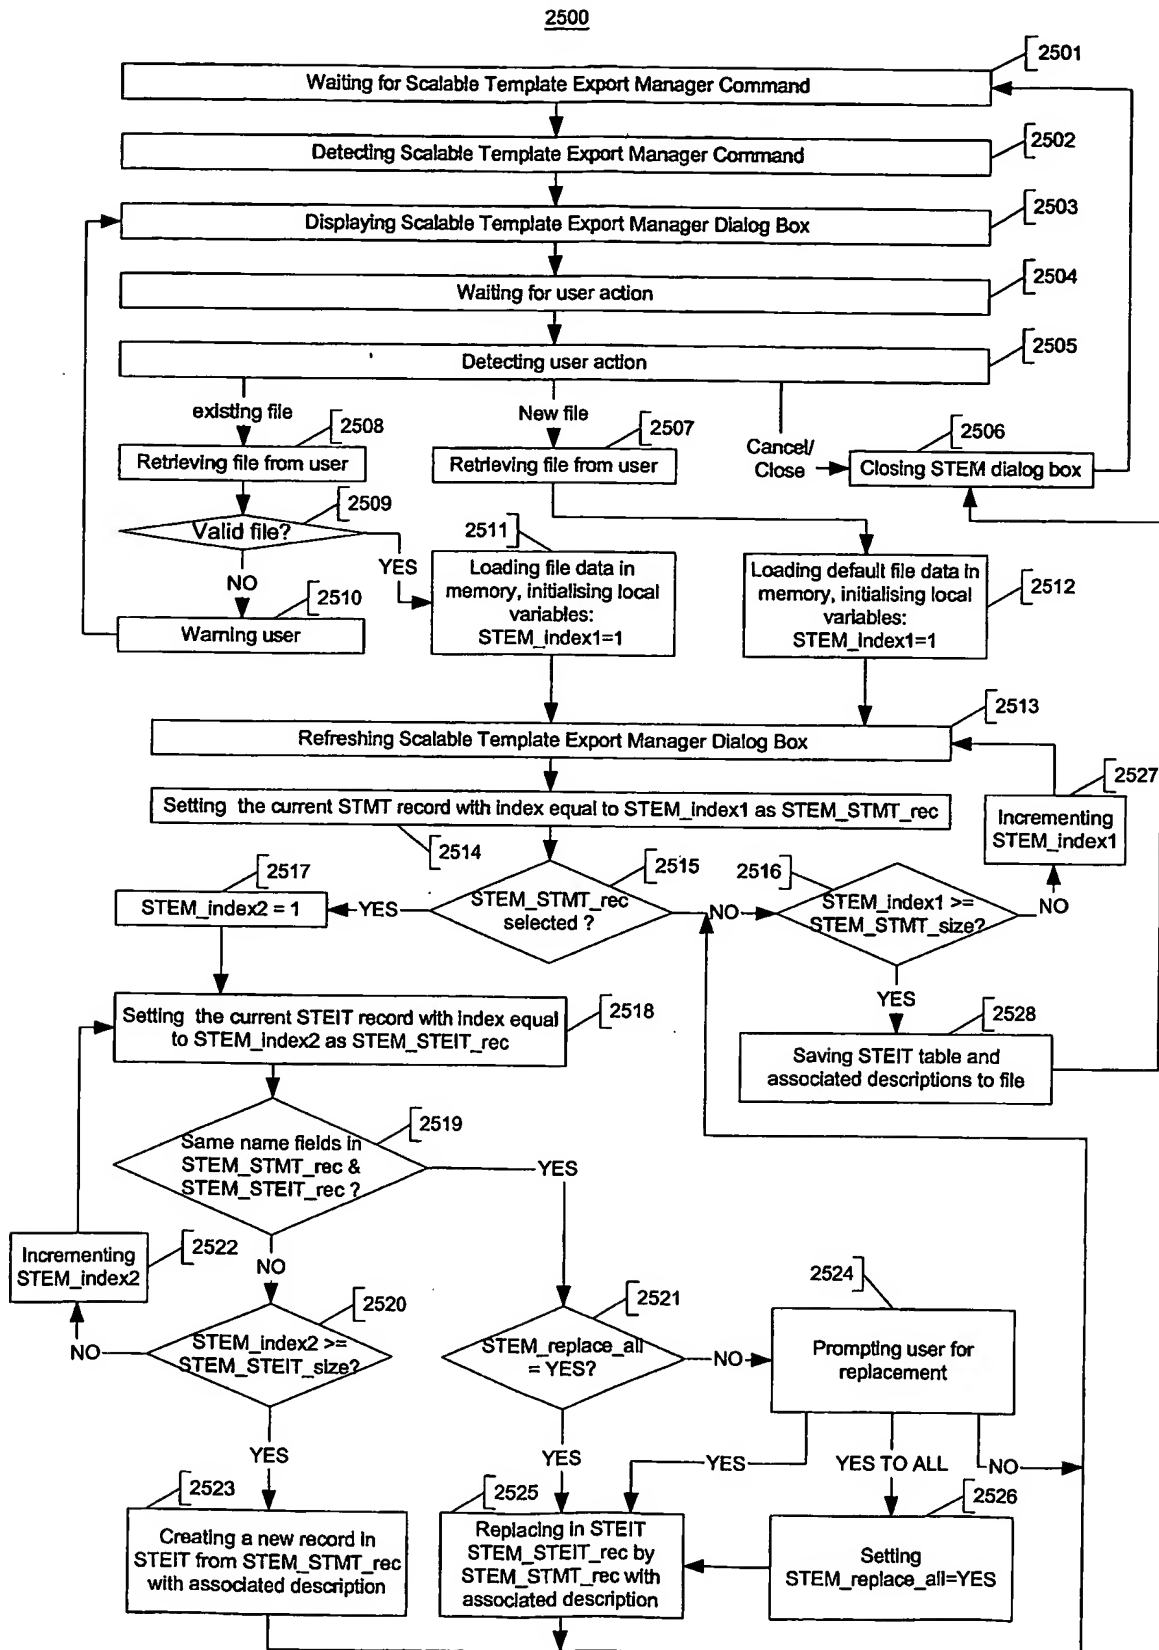 2500
2501
Waiting for Scalable Template Export Manager Command
2502
Detecting Scalable Template Export Manager Command
2503
Displaying Scalable Template Export Manager Dialog Box
2504
Waiting for user action
2505
Detecting user action
existing file
New file
Cancel/
Close
2508
2507
2506
Retrieving file from user
Retrieving file from user
Closing STEM dialog box
2509
Valid file?
YES
NO
2510
Warning user
2511
Loading file data in
memory, initialising local
variables:
STEM_index1=1
2512
Loading default file data in
memory, initialising local
variables:
STEM_index1=1
2513
Refreshing Scalable Template Export Manager Dialog Box
2527
Incrementing
STEM_index1
Setting the current STMT record with index equal to STEM_index1 as STEM_STMT_rec
2514
2517
2515
2516
STEM_index2 = 1
YES
STEM_STMT_rec
selected ?
NO
STEM_index1 >=
STEM_STMT_size?
NO
YES
2528
Saving STEIT table and
associated descriptions to file
2518
Setting the current STEIT record with index equal
to STEM_index2 as STEM_STEIT_rec
2519
Same name fields in
STEM_STMT_rec &
STEM_STEIT_rec ?
YES
NO
2522
Incrementing
STEM_index2
2520
STEM_index2 >=
STEM_STEIT_size?
NO
YES
2521
STEM_replace_all
= YES?
NO
YES
2524
Prompting user for
replacement
YES
YES TO ALL
NO
2523
Creating a new record in
STEIT from STEM_STMT_rec
with associated description
2525
Replacing in STEIT
STEM_STEIT_rec by
STEM_STMT_rec with
associated description
2526
Setting
STEM_replace_all=YES